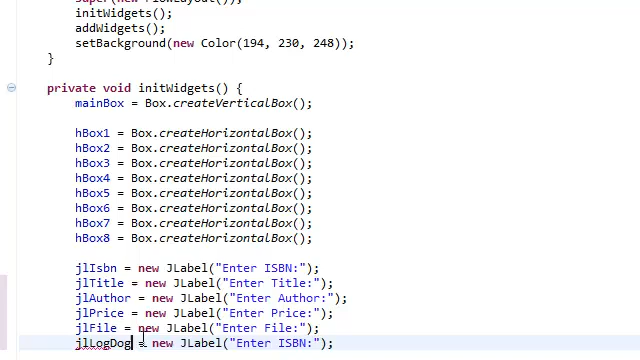 super(new FlowLayout());
initWidgets();
addWidgets();
setBackground(new Color(194, 230, 248));
}
private void initWidgets() {
mainBox = Box.createVerticalBox();
hBox1 = Box.createHorizontalBox();
hBox2 = Box.createHorizontalBox();
hBox3 = Box.createHorizontalBox();
hBox4 = Box.createHorizontalBox();
hBox5 = Box.createHorizontalBox();
hBox6 = Box.createHorizontalBox();
hBox7 = Box.createHorizontalBox();
hBox8 = Box.createHorizontalBox();
jlIsbn = new JLabel("Enter ISBN:");
jlTitle = new JLabel("Enter Title:");
jlAuthor = new JLabel("Enter Author:");
jlPrice = new JLabel("Enter Price:");
jlFile = new JLabel("Enter File:");
jlLogDog = new JLabel("Enter ISBN:");